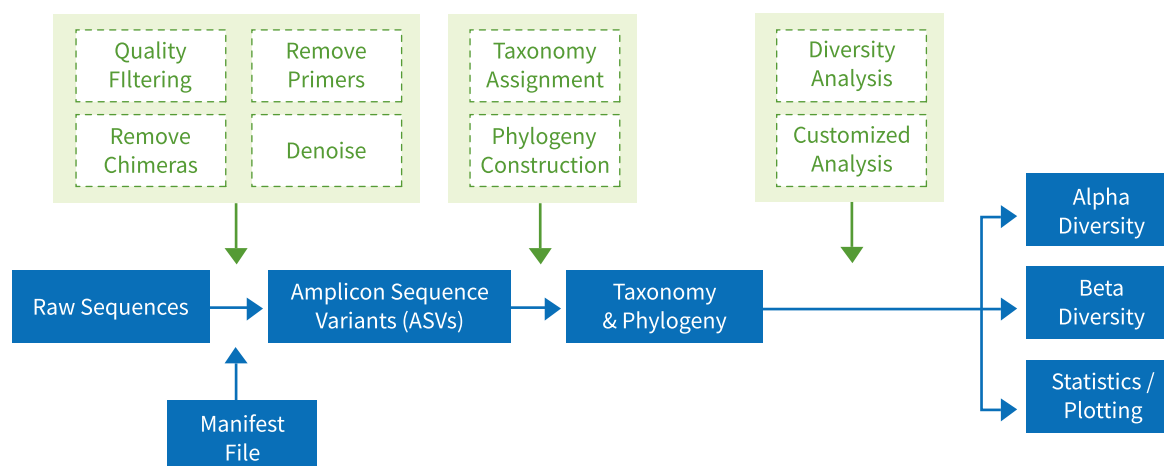 Quality
FIltering
Remove
Primers
Remove
Chimeras
Denoise
Taxonomy
Assignment
Phylogeny
Construction
Diversity
Analysis
Customized
Analysis
Raw Sequences
Amplicon Sequence
Variants (ASVs)
Taxonomy
& Phylogeny
Alpha
Diversity
Beta
Diversity
Statistics /
Plotting
Manifest
File